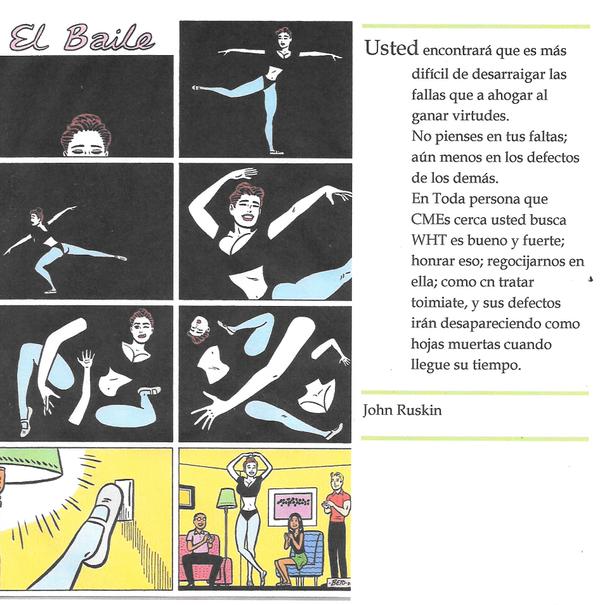 El Baile
Usted encontrará que es más
difícil de desarraigar las
fallas que a ahogar al
ganar virtudes.
No pienses en tus faltas;
aún menos en los defectos
de los demás.
En Toda persona que
CMEs cerca usted busca
WHT es bueno y fuerte;
honrar eso; regocijarnos en
ella; como cn tratar
toimiate, y sus defectos
irán desapareciendo como
hojas muertas cuando
llegue su tiempo.
John Ruskin
-BETO-